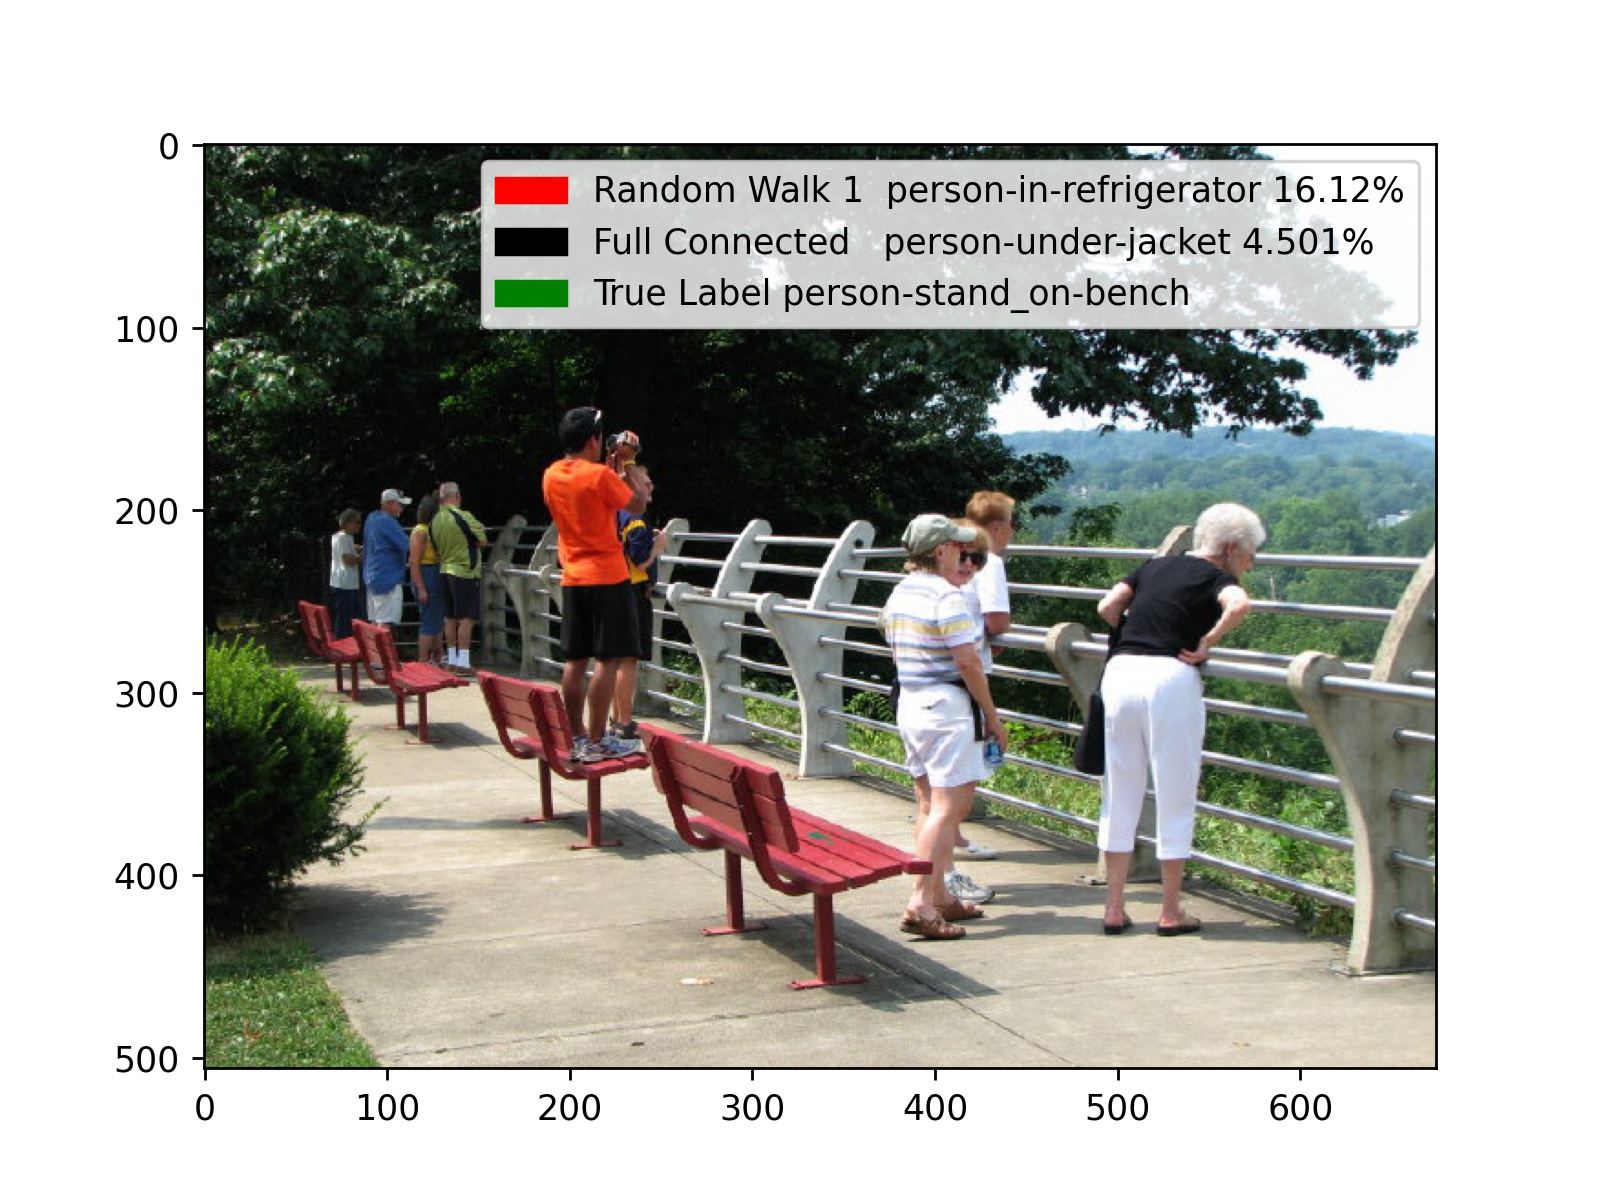 Random Walk 1  person-in-refrigerator 16.12%
Full Connected   person-under-jacket 4.501%
True Label person-stand_on-bench
0
100
200
300
400
500
0 100 200 300 400 500 600